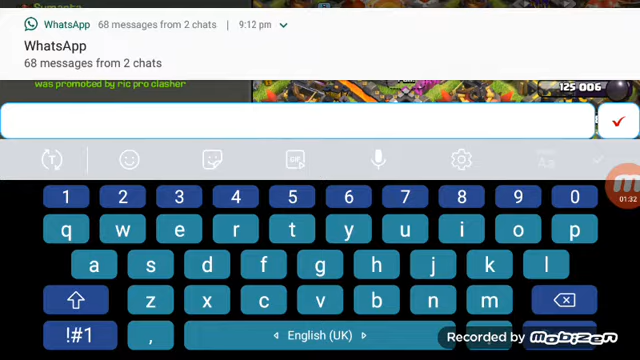 Sumanta
WhatsApp 68 messages from 2 chats 9:12 pm
WhatsApp
68 messages from 2 chats
was promoted by ric pro clasher
125 006
T GIF
01:32
1 2 3 4 5 6 7 8 9 0
q w e r t y u i o p
a s d f g h j k l
z x c v b n m
!#1 , English (UK)
Recorded by mobizen